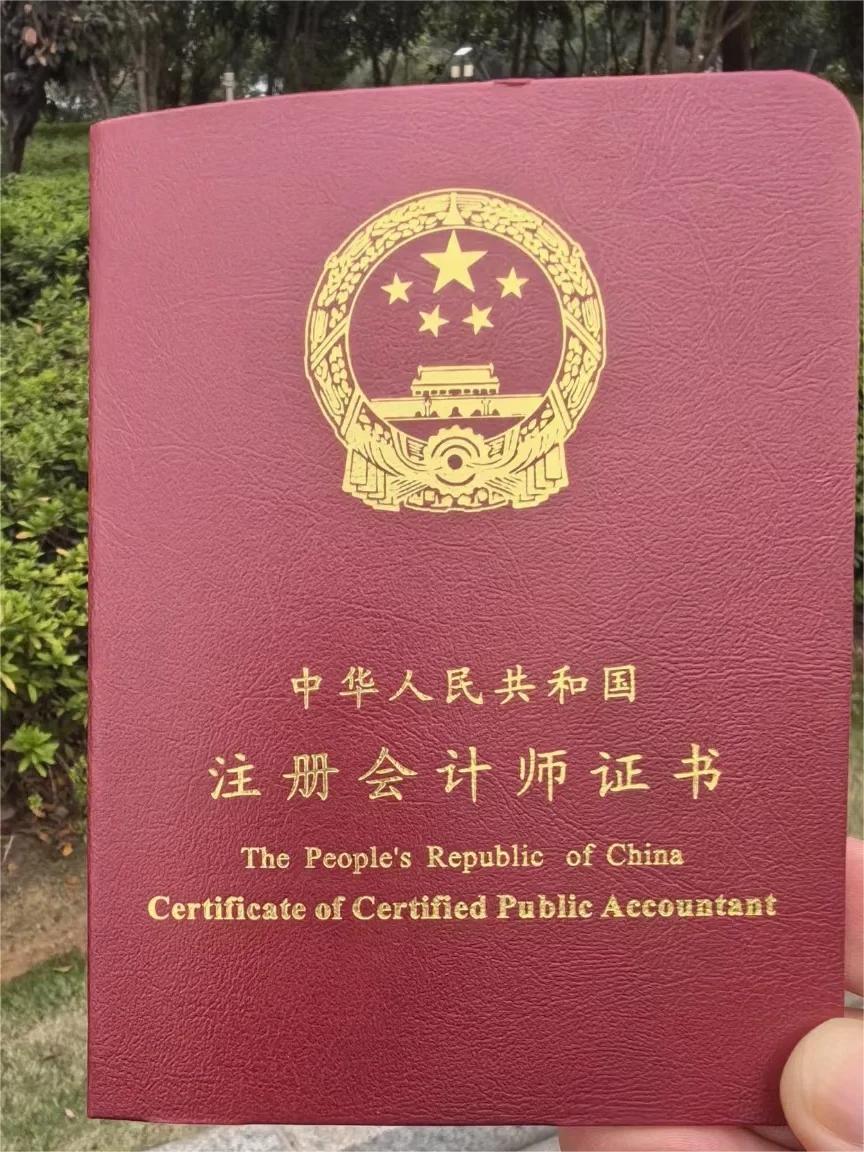 中华人民共和国
注册会计师证书
The People's Republic of China
Certificate of Certified Public Accountant